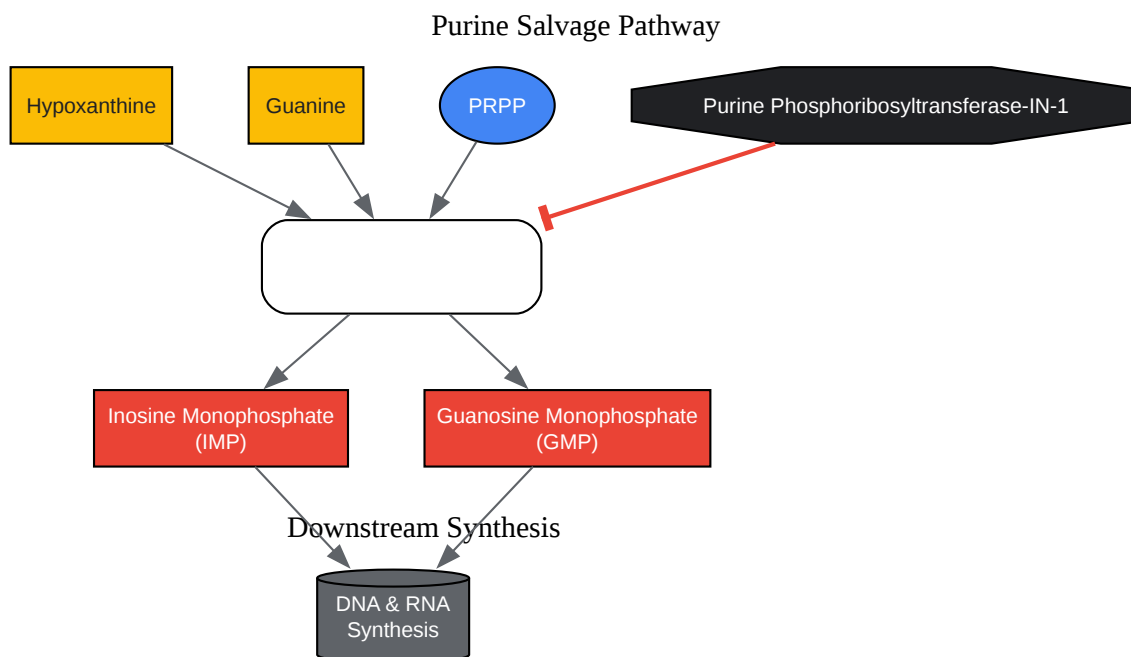 Purine Salvage Pathway
Hypoxanthine
Guanine
PRPP
Purine Phosphoribosyltransferase-IN-1
Inosine Monophosphate
(IMP)
Guanosine Monophosphate
(GMP)
Downstream Synthesis
DNA & RNA
Synthesis